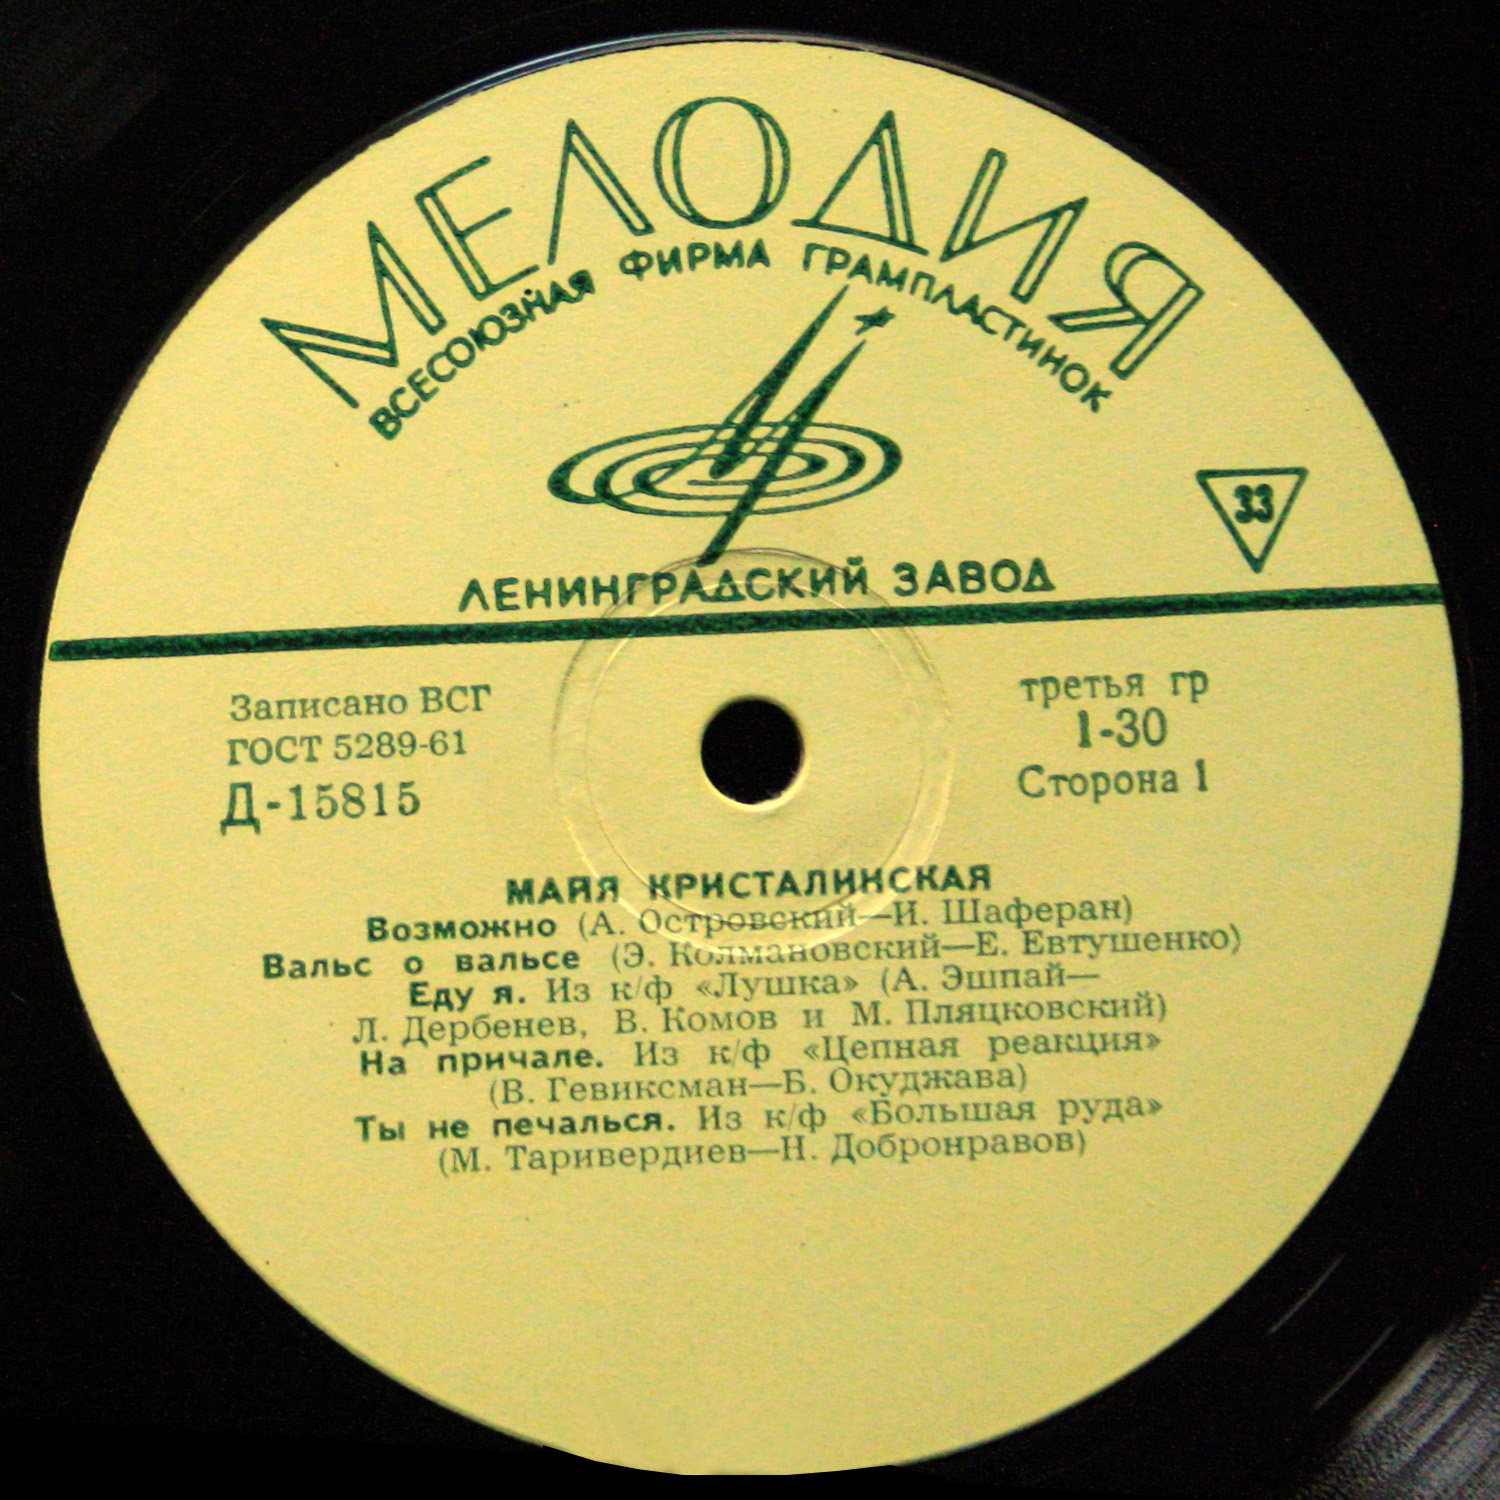 МЕЛОДИЯ
ВСЕСОЮЗНАЯ ФИРМА ГРАМПЛАСТИНОК
33
ЛЕНИНГРАДСКИЙ ЗАВОД
Записано ВСГ
ГОСТ 5289-61
Д-15815
третья гр
1-30
Сторона 1
МАЙЯ КРИСТАЛИНСКАЯ
Возможно (А. Островский—И. Шаферан)
Вальс о вальсе (Э. Колмановский—Е. Евтушенко)
Еду я. Из к/ф «Лушка» (А. Эшпай—
Л. Дербенев, В. Комов и М. Пляцковский)
На причале. Из к/ф «Цепная реакция»
(В. Гевиксман—Б. Окуджава)
Ты не печалься. Из к/ф «Большая руда»
(М. Таривердиев—Н. Добронравов)